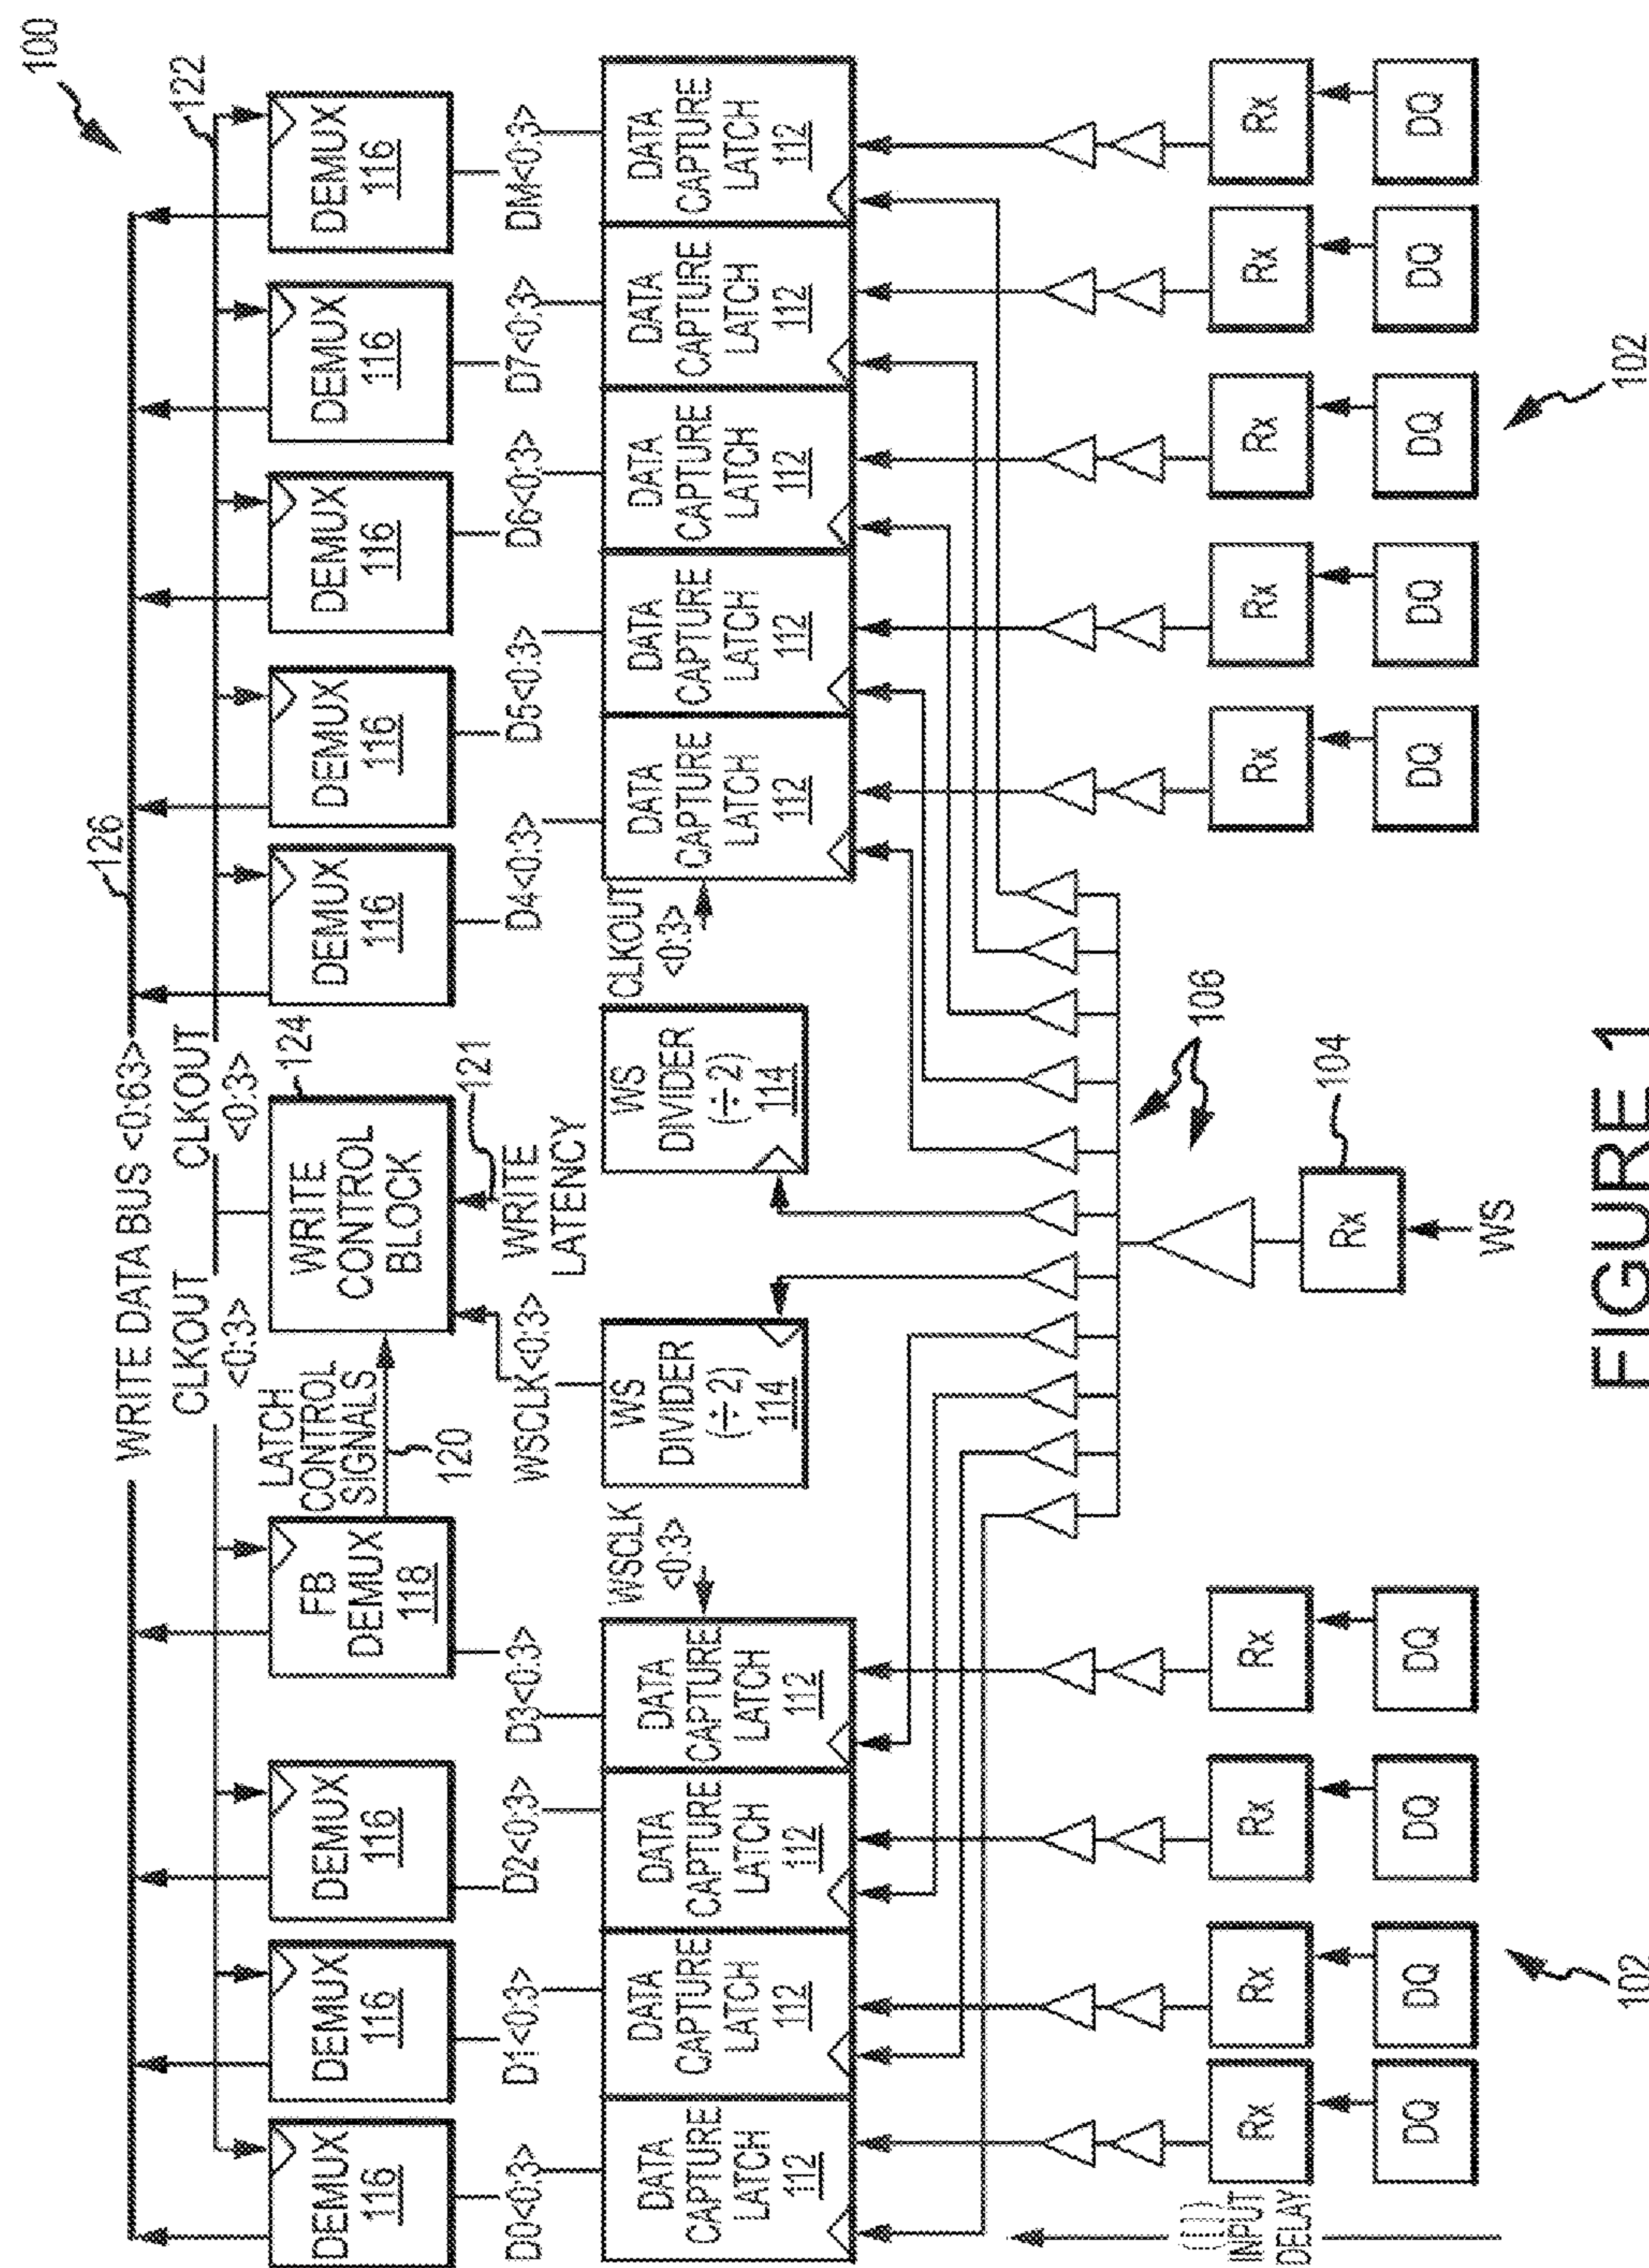 100
WRITE DATA BUS <0:63>
126
122
CLKOUT
<0:3>
CLKOUT
<0:3>
DEMUX
116
DEMUX
116
DEMUX
116
FB
DEMUX
118
LATCH
CONTROL
SIGNALS
120
WRITE
CONTROL
BLOCK
124
121
WRITE
LATENCY
DEMUX
116
DEMUX
116
DEMUX
116
DEMUX
116
DEMUX
116
D0<0:3>
D1<0:3>
D2<0:3>
D3<0:3>
WSCLK<0:3>
D4<0:3>
D5<0:3>
D6<0:3>
D7<0:3>
DM<0:3>
DATA
CAPTURE
LATCH
112
DATA
CAPTURE
LATCH
112
DATA
CAPTURE
LATCH
112
DATA
CAPTURE
LATCH
112
WSCLK
<0:3>
WS
DIVIDER
(÷2)
114
WS
DIVIDER
(÷2)
114
CLKOUT
<0:3>
DATA
CAPTURE
LATCH
112
DATA
CAPTURE
LATCH
112
DATA
CAPTURE
LATCH
112
DATA
CAPTURE
LATCH
112
DATA
CAPTURE
LATCH
112
106
INPUT
DELAY
Rx
Rx
Rx
Rx
Rx
104
Rx
Rx
Rx
Rx
Rx
DQ
DQ
DQ
DQ
WS
DQ
DQ
DQ
DQ
DQ
102
102
FIGURE 1